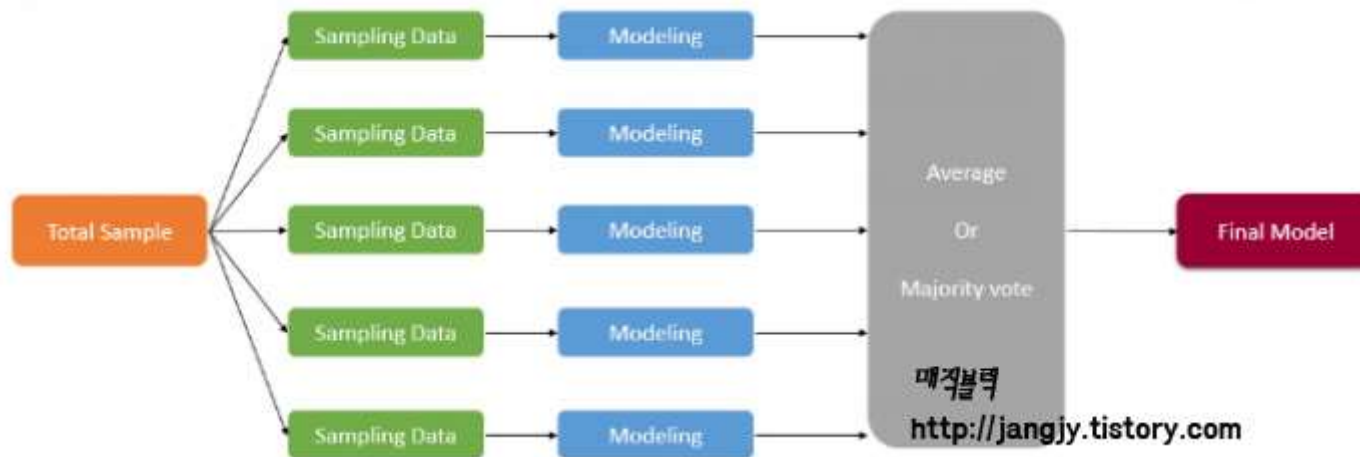 Sampling Data
Modeling
Sampling Data
Modeling
Average
Total Sample
Sampling Data
Modeling
Or
Final Model
Majority vote
Sampling Data
Modeling
매직블럭
Sampling Data
Modeling
http://jangjy.tistory.com